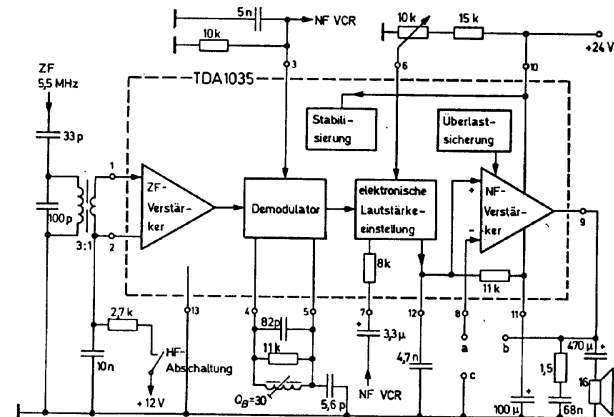 5n
NF VCR
10k
3
10k
15k
6
+24 V
10
TDA1035
ZF
5,5 MHz
33p
100p
3:1
1
2
ZF-
Verstär-
ker
Demodulator
Stabili-
sierung
elektronische
Lautstärke-
einstellung
Überlast-
sicherung
+
-
NF-
Verstär-
ker
9
8k
11k
13
4
5
7
12
8
11
2,7k
HF-
Abschaltung
+12V
10n
82p
11k
QB=30
5,6p
+
3,3µ
NF VCR
4,7n
a
b
c
+
100µ
1,5
68n
470µ
+
16